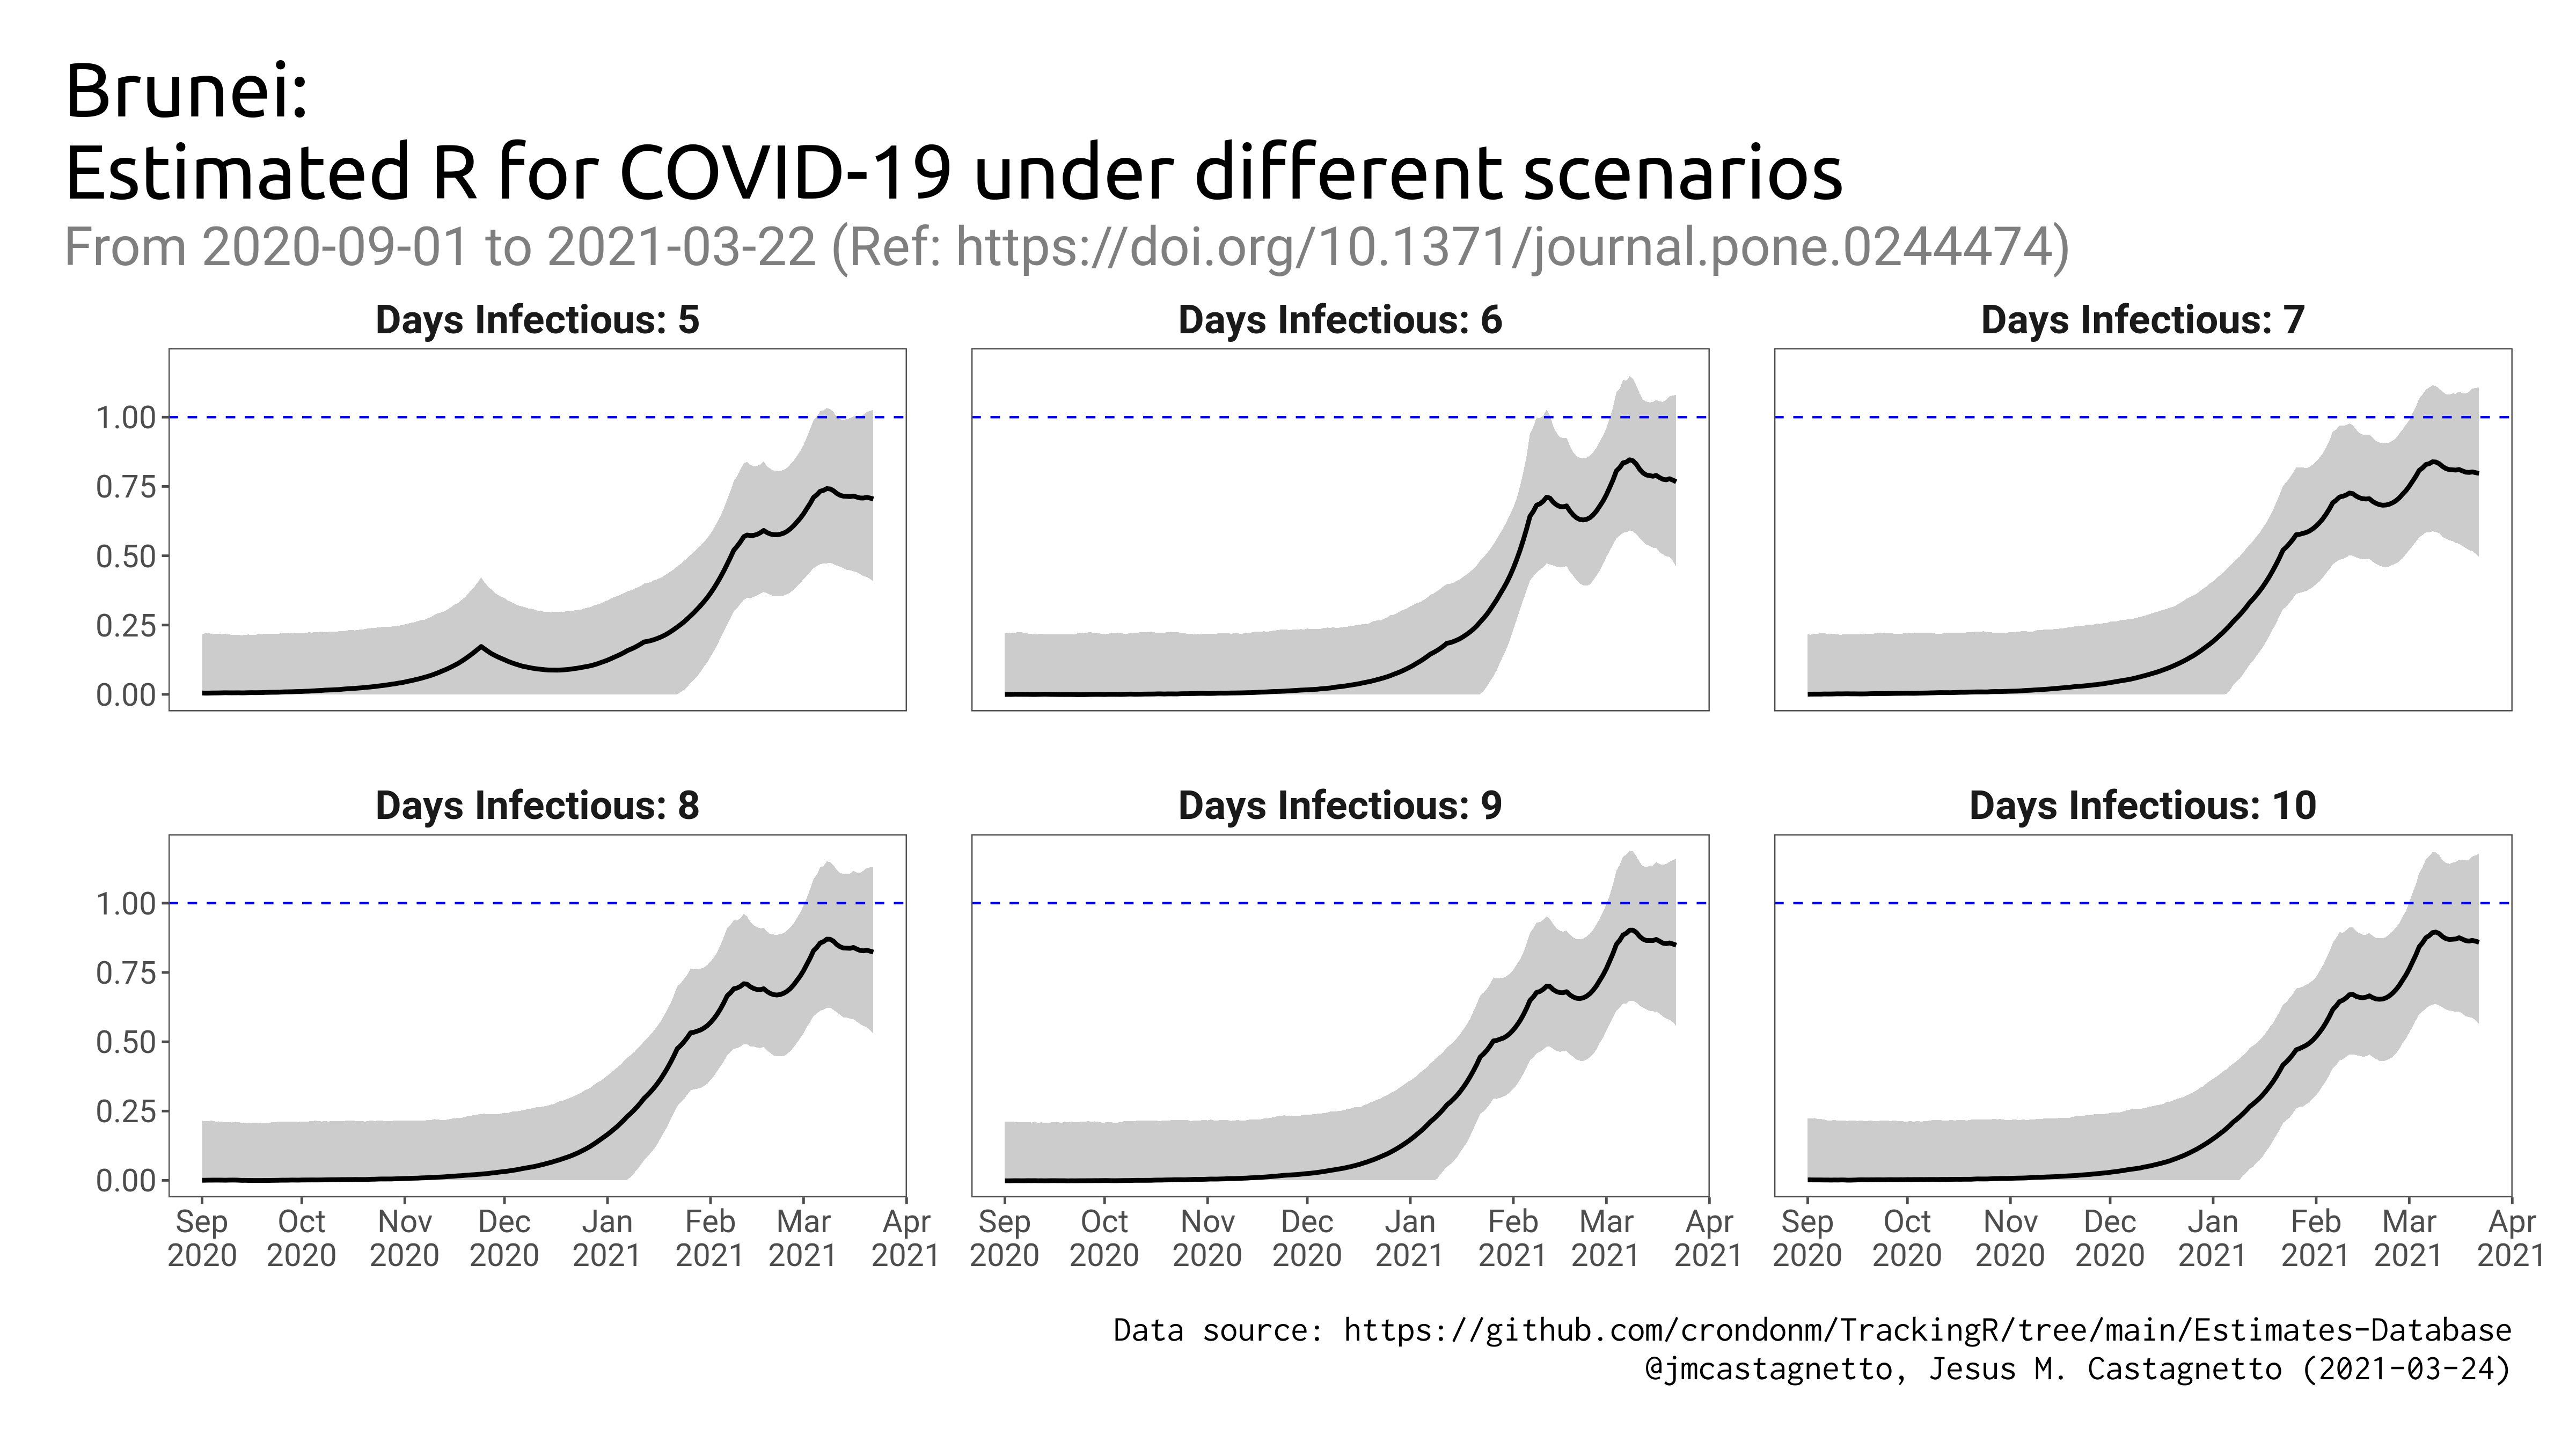 Brunei:
Estimated R for COVID-19 under different scenarios
From 2020-09-01 to 2021-03-22 (Ref: https://doi.org/10.1371/journal.pone.0244474)
Days Infectious: 5
Days Infectious: 6
Days Infectious: 7
1.00
0.75
0.50
0.25
0.00
Days Infectious: 8
Days Infectious: 9
Days Infectious: 10
1.00
0.75
0.50
0.25
0.00
Sep Oct Nov Dec Jan Feb Mar Apr
2020 2020 2020 2020 2021 2021 2021 2021
Sep Oct Nov Dec Jan Feb Mar Apr
2020 2020 2020 2020 2021 2021 2021 2021
Sep Oct Nov Dec Jan Feb Mar Apr
2020 2020 2020 2020 2021 2021 2021 2021
Data source: https://github.com/crondonm/TrackingR/tree/main/Estimates-Database
@jmcastagnetto, Jesus M. Castagnetto (2021-03-24)